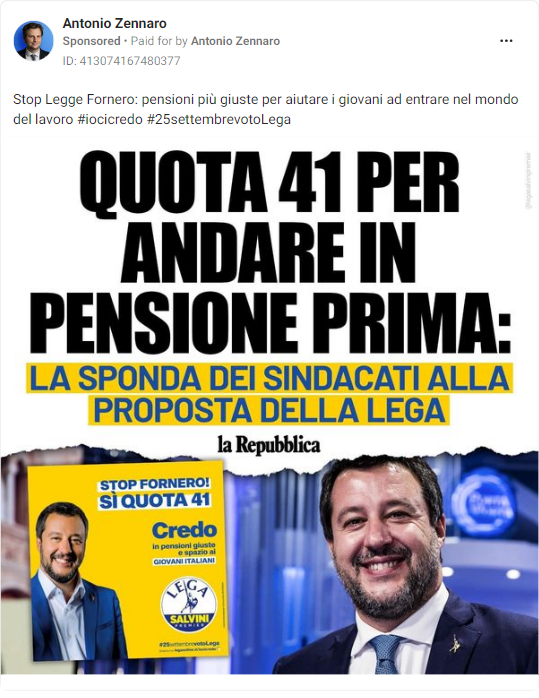 Antonio Zennaro
Sponsored • Paid for by Antonio Zennaro
ID: 413074167480377
Stop Legge Fornero: pensioni più giuste per aiutare i giovani ad entrare nel mondo
del lavoro #iocicredo #25settembrevotoLega
@legasalvinipremier
QUOTA 41 PER
ANDARE IN
PENSIONE PRIMA:
LA SPONDA DEI SINDACATI ALLA
PROPOSTA DELLA LEGA
la Repubblica
STOP FORNERO!
SÌ QUOTA 41
Credo
in pensioni giuste
e spazio ai
GIOVANI ITALIANI
LEGA
SALVINI
PREMIER
#25settembrevotoLega